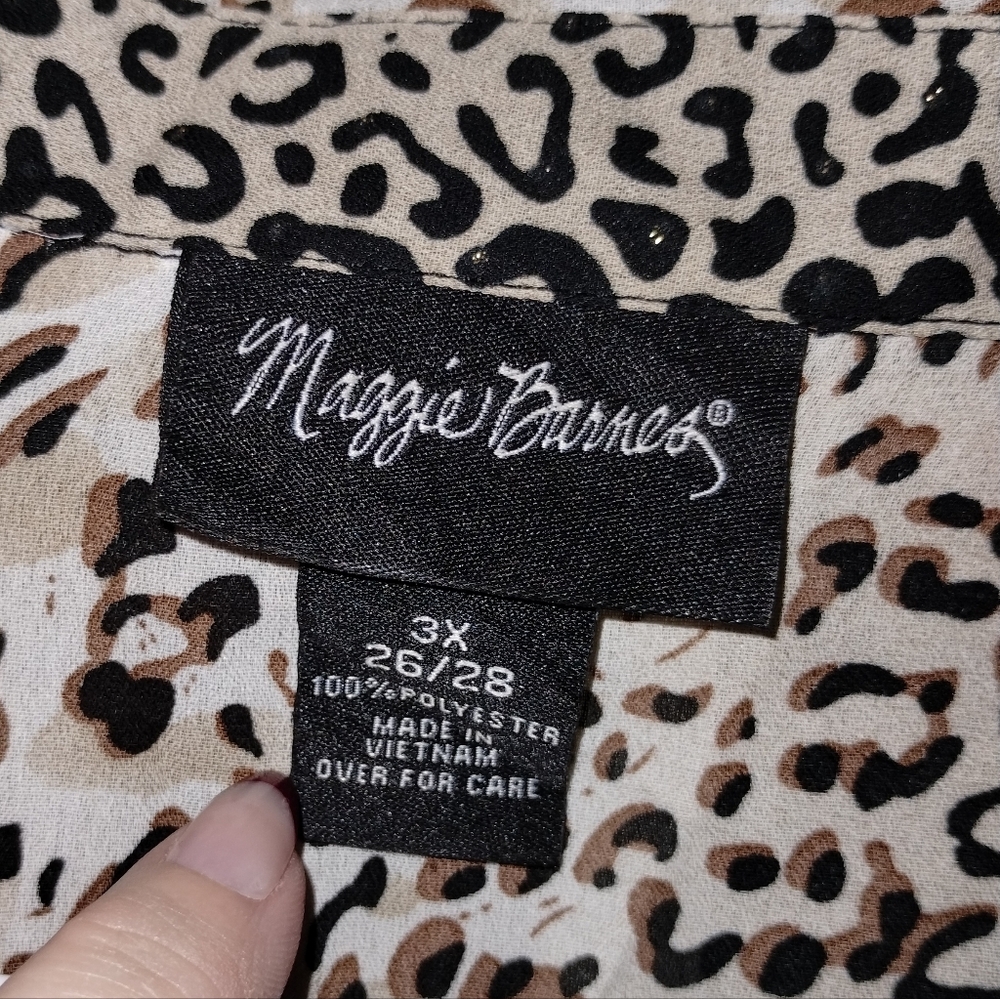 Maggie Barnes®
3X
26/28
100% POLYESTER
MADE IN
VIETNAM
OVER FOR CARE